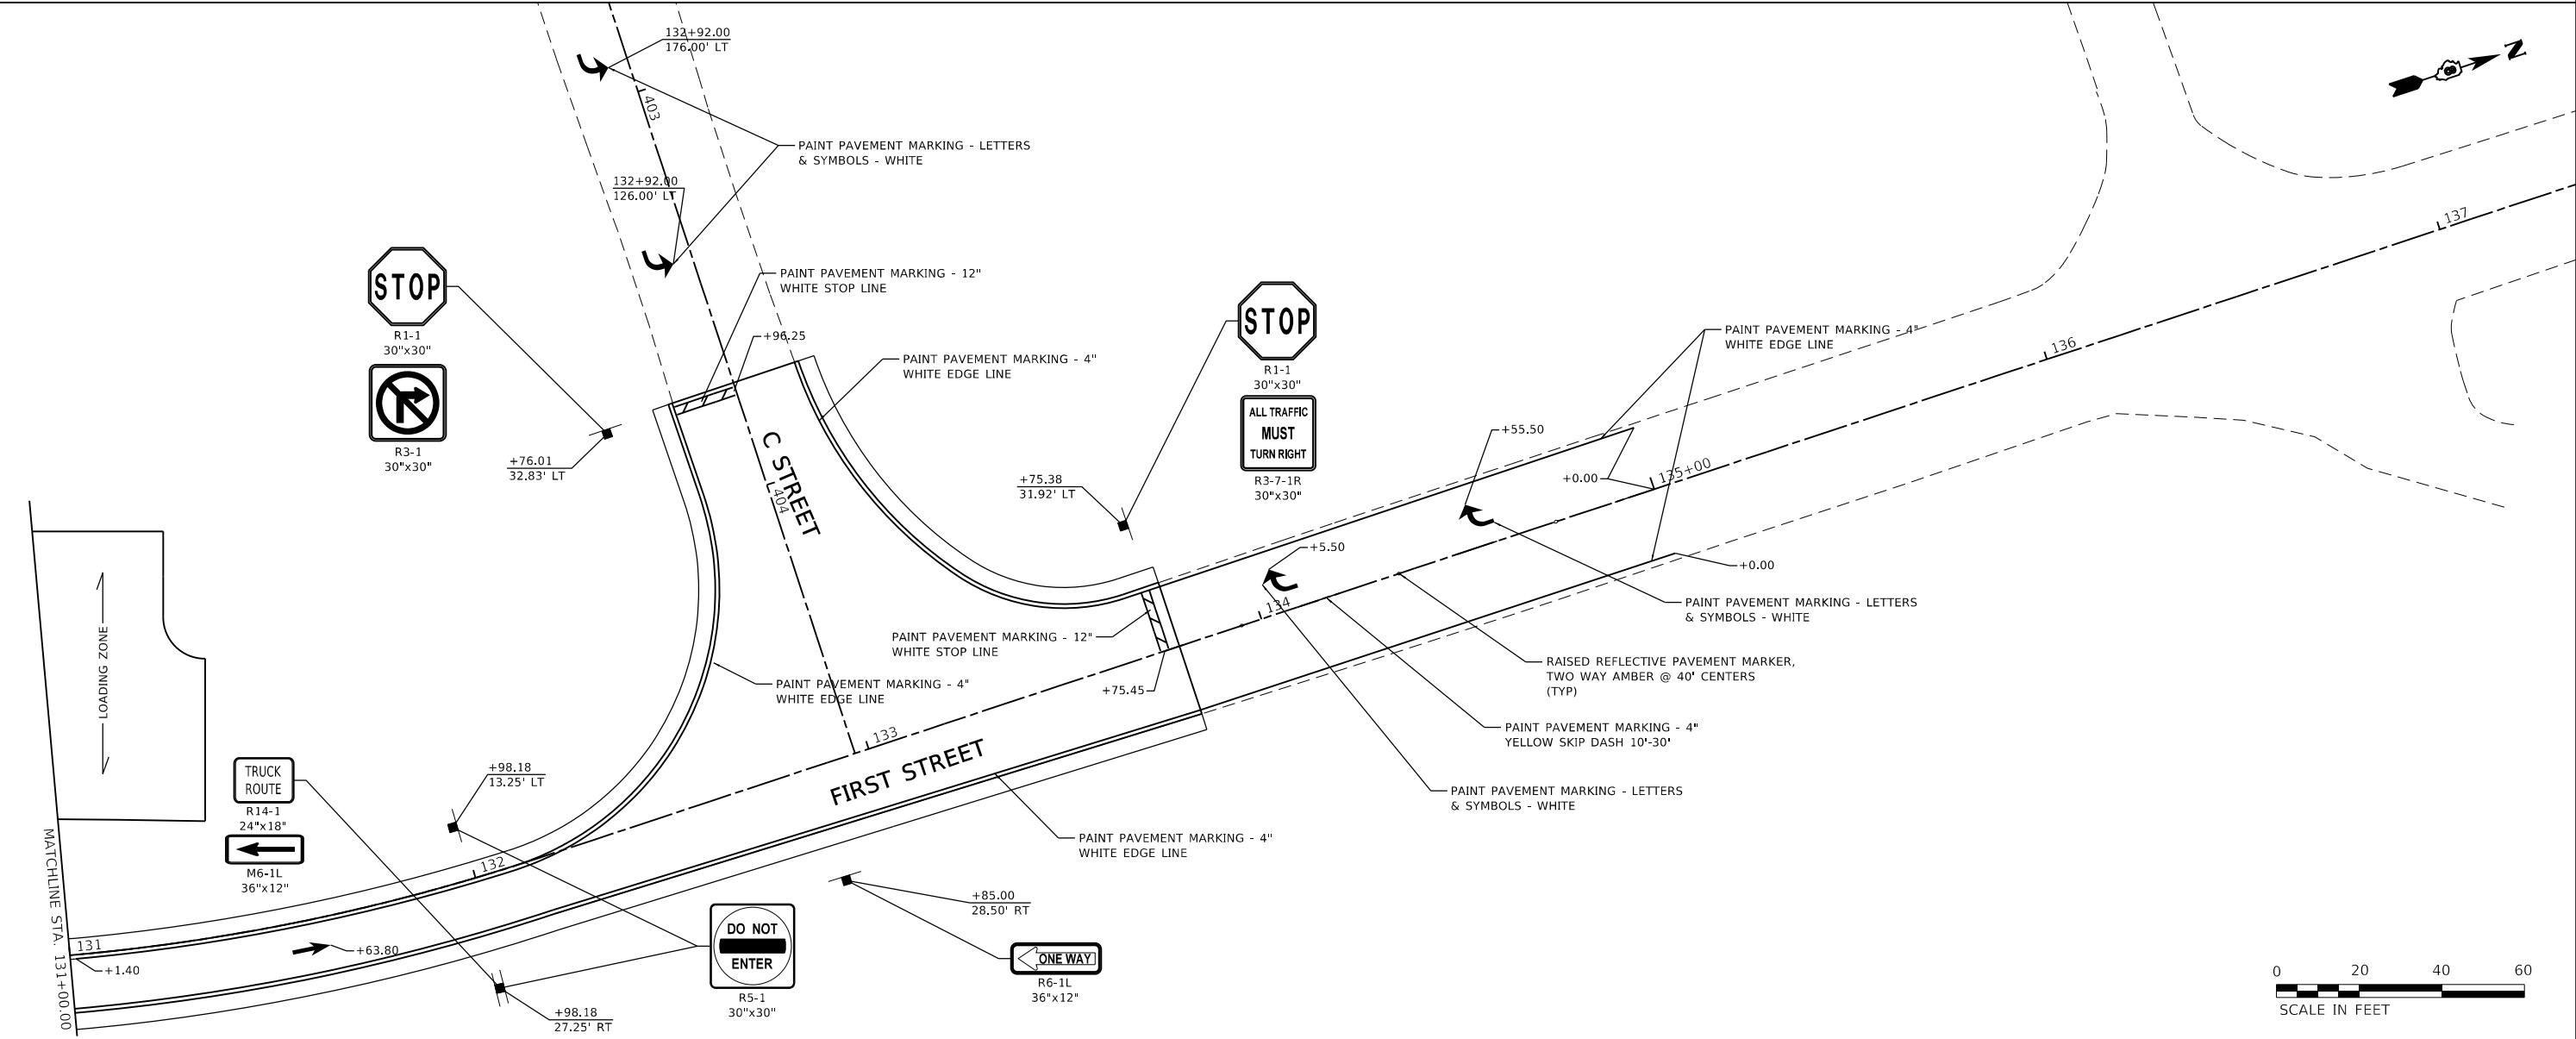 132+92.00
176.00' LT
N
403
PAINT PAVEMENT MARKING - LETTERS
& SYMBOLS - WHITE
132+92.00
126.00' LT
137
STOP
R1-1
30"x30"
R3-1
30"x30"
PAINT PAVEMENT MARKING - 12"
WHITE STOP LINE
+96.25
PAINT PAVEMENT MARKING - 4"
WHITE EDGE LINE
STOP
R1-1
30"x30"
ALL TRAFFIC
MUST
TURN RIGHT
R3-7-1R
30"x30"
PAINT PAVEMENT MARKING - 4"
WHITE EDGE LINE
136
+76.01
32.83' LT
C STREET
404
+75.38
31.92' LT
+55.50
+0.00
135+00
+5.50
+0.00
134
PAINT PAVEMENT MARKING - LETTERS
& SYMBOLS - WHITE
PAINT PAVEMENT MARKING - 12"
WHITE STOP LINE
LOADING ZONE
PAINT PAVEMENT MARKING - 4"
WHITE EDGE LINE
+75.45
RAISED REFLECTIVE PAVEMENT MARKER,
TWO WAY AMBER @ 40' CENTERS
(TYP)
PAINT PAVEMENT MARKING - 4"
YELLOW SKIP DASH 10'-30'
133
FIRST STREET
TRUCK
ROUTE
R14-1
24"x18"
M6-1L
36"x12"
+98.18
13.25' LT
PAINT PAVEMENT MARKING - LETTERS
& SYMBOLS - WHITE
PAINT PAVEMENT MARKING - 4"
WHITE EDGE LINE
132
+85.00
28.50' RT
MATCHLINE STA. 131+00.00
131
+1.40
+63.80
DO NOT
ENTER
R5-1
30"x30"
ONE WAY
R6-1L
36"x12"
+98.18
27.25' RT
0 20 40 60
SCALE IN FEET